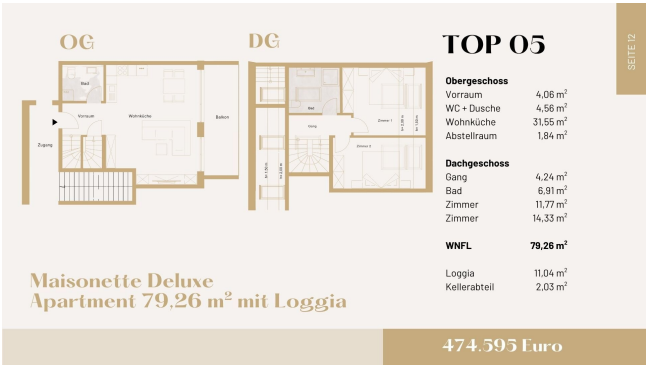 OG
DG
TOP 05
SEITE 12
Bad
Vorraum
Wohnküche
Balkon
Zugang
Bad
Gang
Zimmer 1
Zimmer 2
Obergeschoss
Vorraum 4,06 m²
WC + Dusche 4,56 m²
Wohnküche 31,55 m²
Abstellraum 1,84 m²
Dachgeschoss
Gang 4,24 m²
Bad 6,91 m²
Zimmer 11,77 m²
Zimmer 14,33 m²
WNFL 79,26 m²
Loggia 11,04 m²
Kellerabteil 2,03 m²
Maisonette Deluxe
Apartment 79,26 m² mit Loggia
474.595 Euro